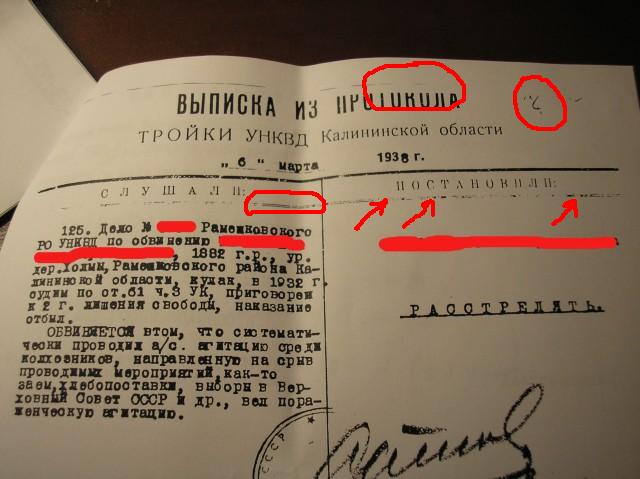 ВЫПИСКА ИЗ ПРОТОКОЛА
ТРОЙКИ УНКВД Калининской области
„ 6 " марта 1938 г.
СЛУШАЛИ:
125. Дело № Рамешковского
РО УНКВД по обвинению
, 1882 г.р., ур.
дер.Холмы, Рамешковского района Ка-
лининской области, кулак, в 1932 г.
судим по ст.61 ч.3 УК, приговорен
к 2 г. лишения свободы, наказание
отбыл.
ОБВИНЯЕТСЯ втом, что системати-
чески проводил а/с. агитацию среди
колхозников, направленную на срыв
проводимых мероприятий,как-то
заем,хлебопоставки, выборы в Вер-
ховный Совет СССР и др., вел пора-
женческую агитацию.
ПОСТАНОВИЛИ:
РАССТРЕЛЯТЬ.
СССР